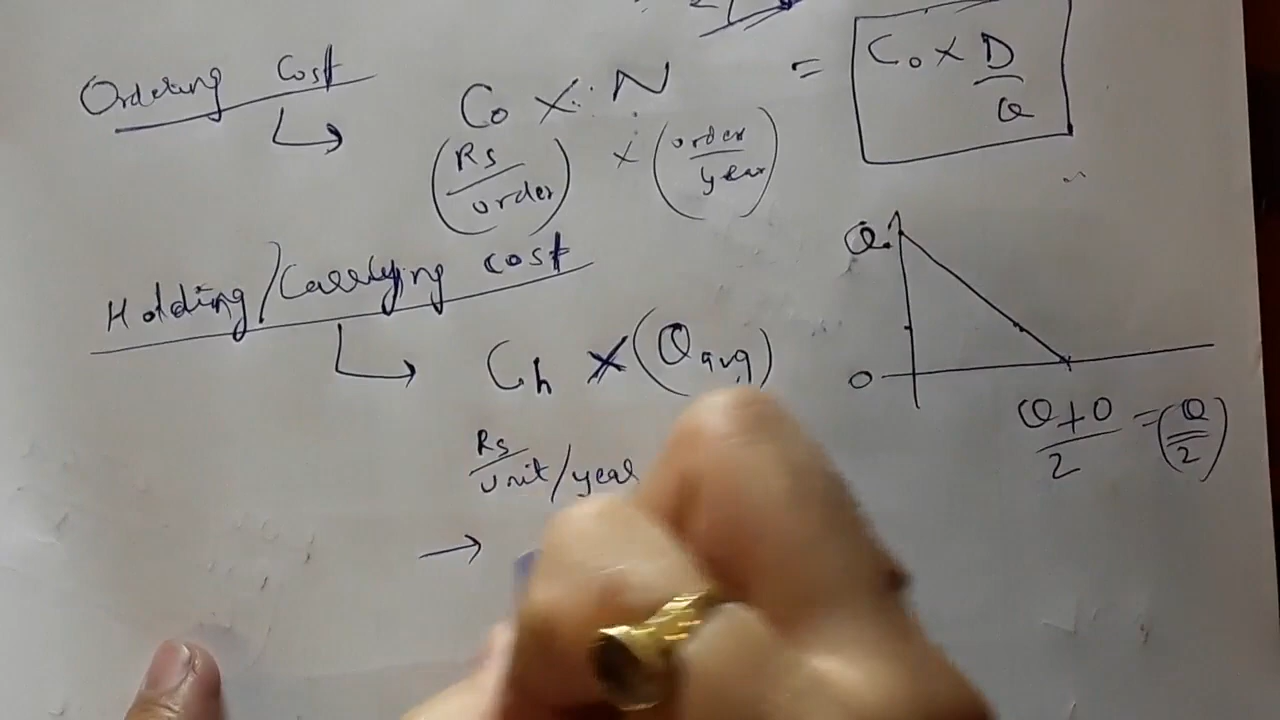 Ordering Cost
Co × N = Co × D/Q
(Rs/order) × (order/year)
Holding/Carrying cost
Ch × (Qavg)
Rs/unit/year
→
Q
0
Q+0/2 = (Q/2)